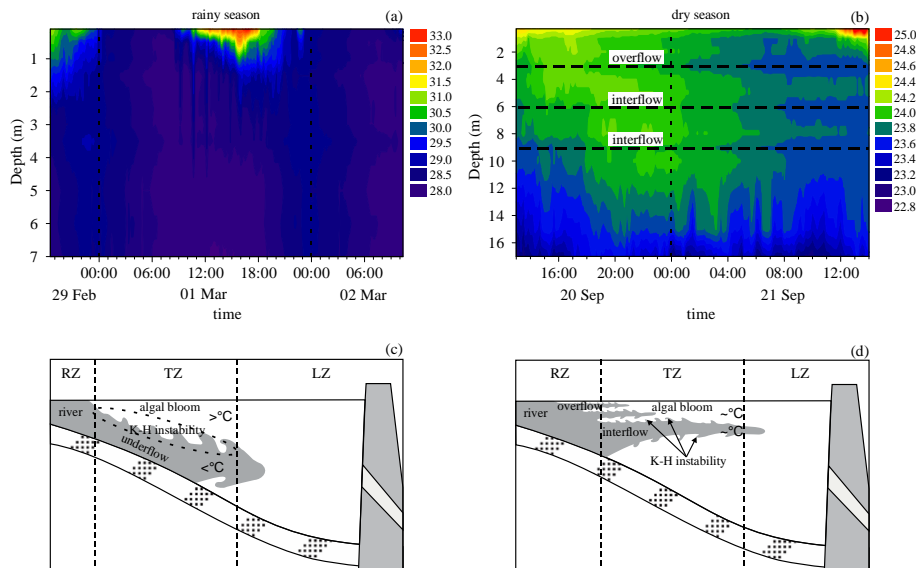 rainy season
(a)
33.0
32.5
32.0
31.5
31.0
30.5
30.0
29.5
29.0
28.5
28.0
Depth (m)
1
2
3
4
5
6
7
00:00 06:00 12:00 18:00 00:00 06:00
29 Feb 01 Mar 02 Mar
time
dry season
(b)
25.0
24.8
24.6
24.4
24.2
24.0
23.8
23.6
23.4
23.2
23.0
22.8
Depth (m)
2
4
6
8
10
12
14
16
overflow
interflow
interflow
16:00 20:00 00:00 04:00 08:00 12:00
20 Sep 21 Sep
time
(c)
RZ TZ LZ
river
algal bloom
>°C
K-H instability
underflow
<°C
(d)
RZ TZ LZ
river
overflow
algal bloom
~°C
interflow
~°C
K-H instability